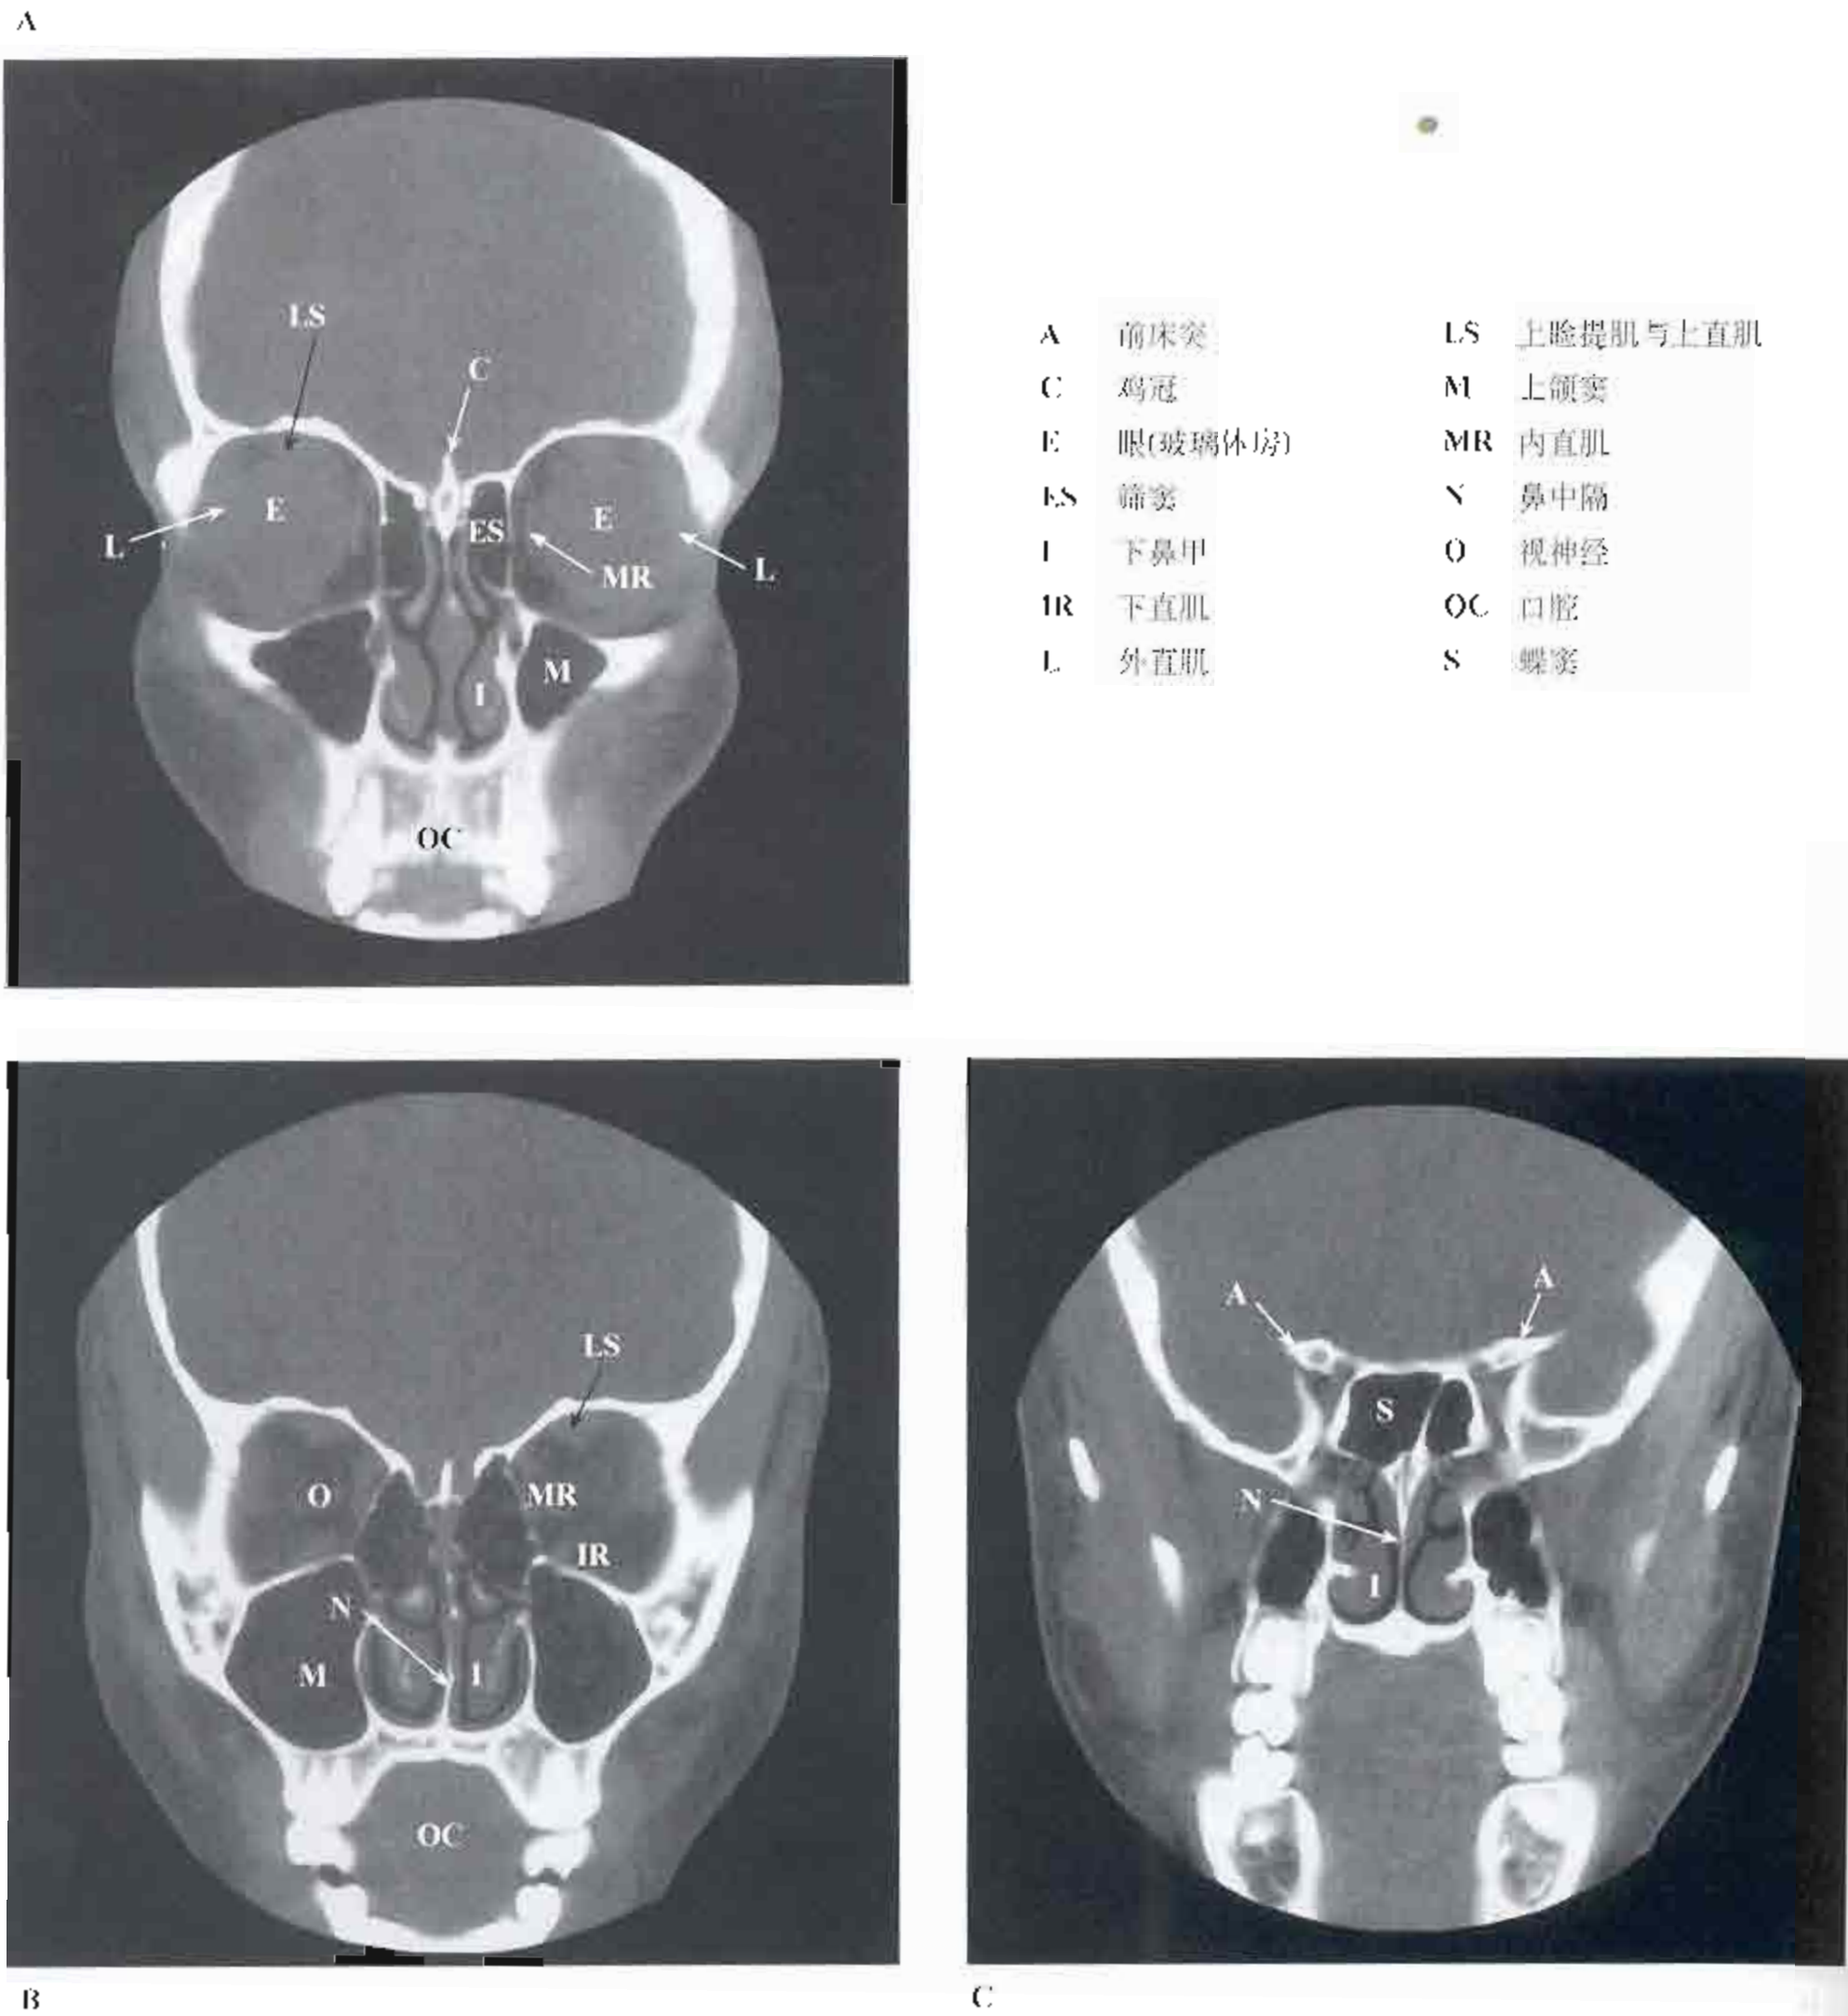 A
LS
C
E
E
ES
L
L
MR
M
I
OC
A 前床突
C 鸡冠
E 眼(玻璃体房)
ES 筛窦
I 下鼻甲
IR 下直肌
L 外直肌
LS 上睑提肌与上直肌
M 上颌窦
MR 内直肌
N 鼻中隔
O 视神经
OC 口腔
S 蝶窦
LS
O
MR
IR
N
M
I
OC
B
A
A
S
N
I
C